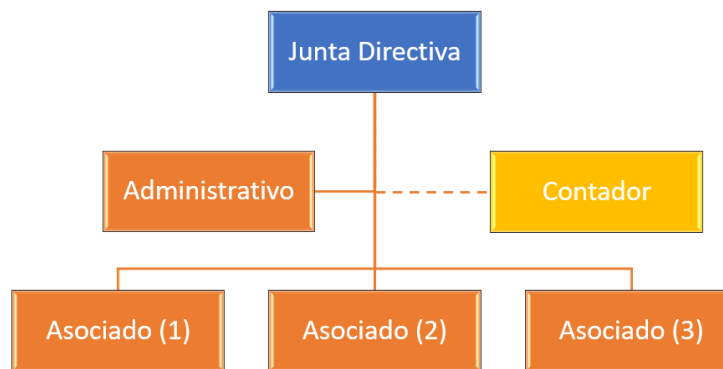 Junta Directiva
Administrativo
Contador
Asociado (1)
Asociado (2)
Asociado (3)